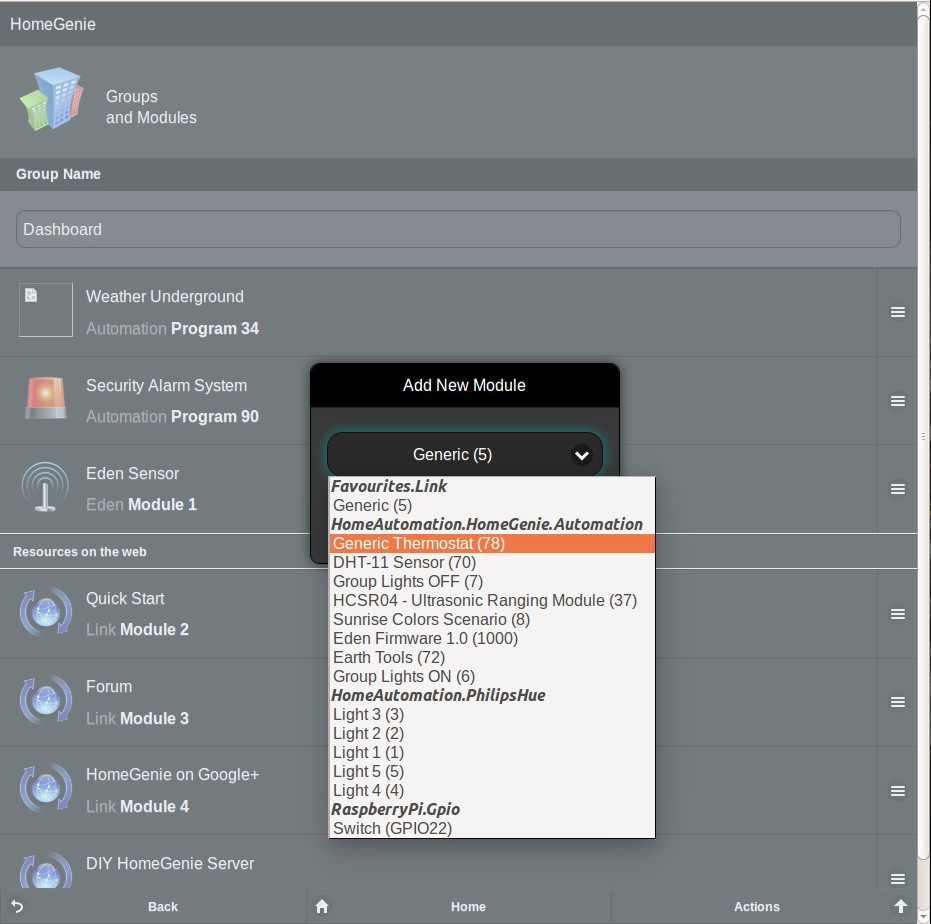 HomeGenie
Groups
and Modules
Group Name
Dashboard
Weather Underground
Automation Program 34
Security Alarm System
Automation Program 90
Eden Sensor
Eden Module 1
Resources on the web
Quick Start
Link Module 2
Forum
Link Module 3
HomeGenie on Google+
Link Module 4
DIY HomeGenie Server
Add New Module
Generic (5)
Favourites.Link
Generic (5)
HomeAutomation.HomeGenie.Automation
Generic Thermostat (78)
DHT-11 Sensor (70)
Group Lights OFF (7)
HCSR04 - Ultrasonic Ranging Module (37)
Sunrise Colors Scenario (8)
Eden Firmware 1.0 (1000)
Earth Tools (72)
Group Lights ON (6)
HomeAutomation.PhilipsHue
Light 3 (3)
Light 2 (2)
Light 1 (1)
Light 5 (5)
Light 4 (4)
RaspberryPi.Gpio
Switch (GPIO22)
Back
Home
Actions